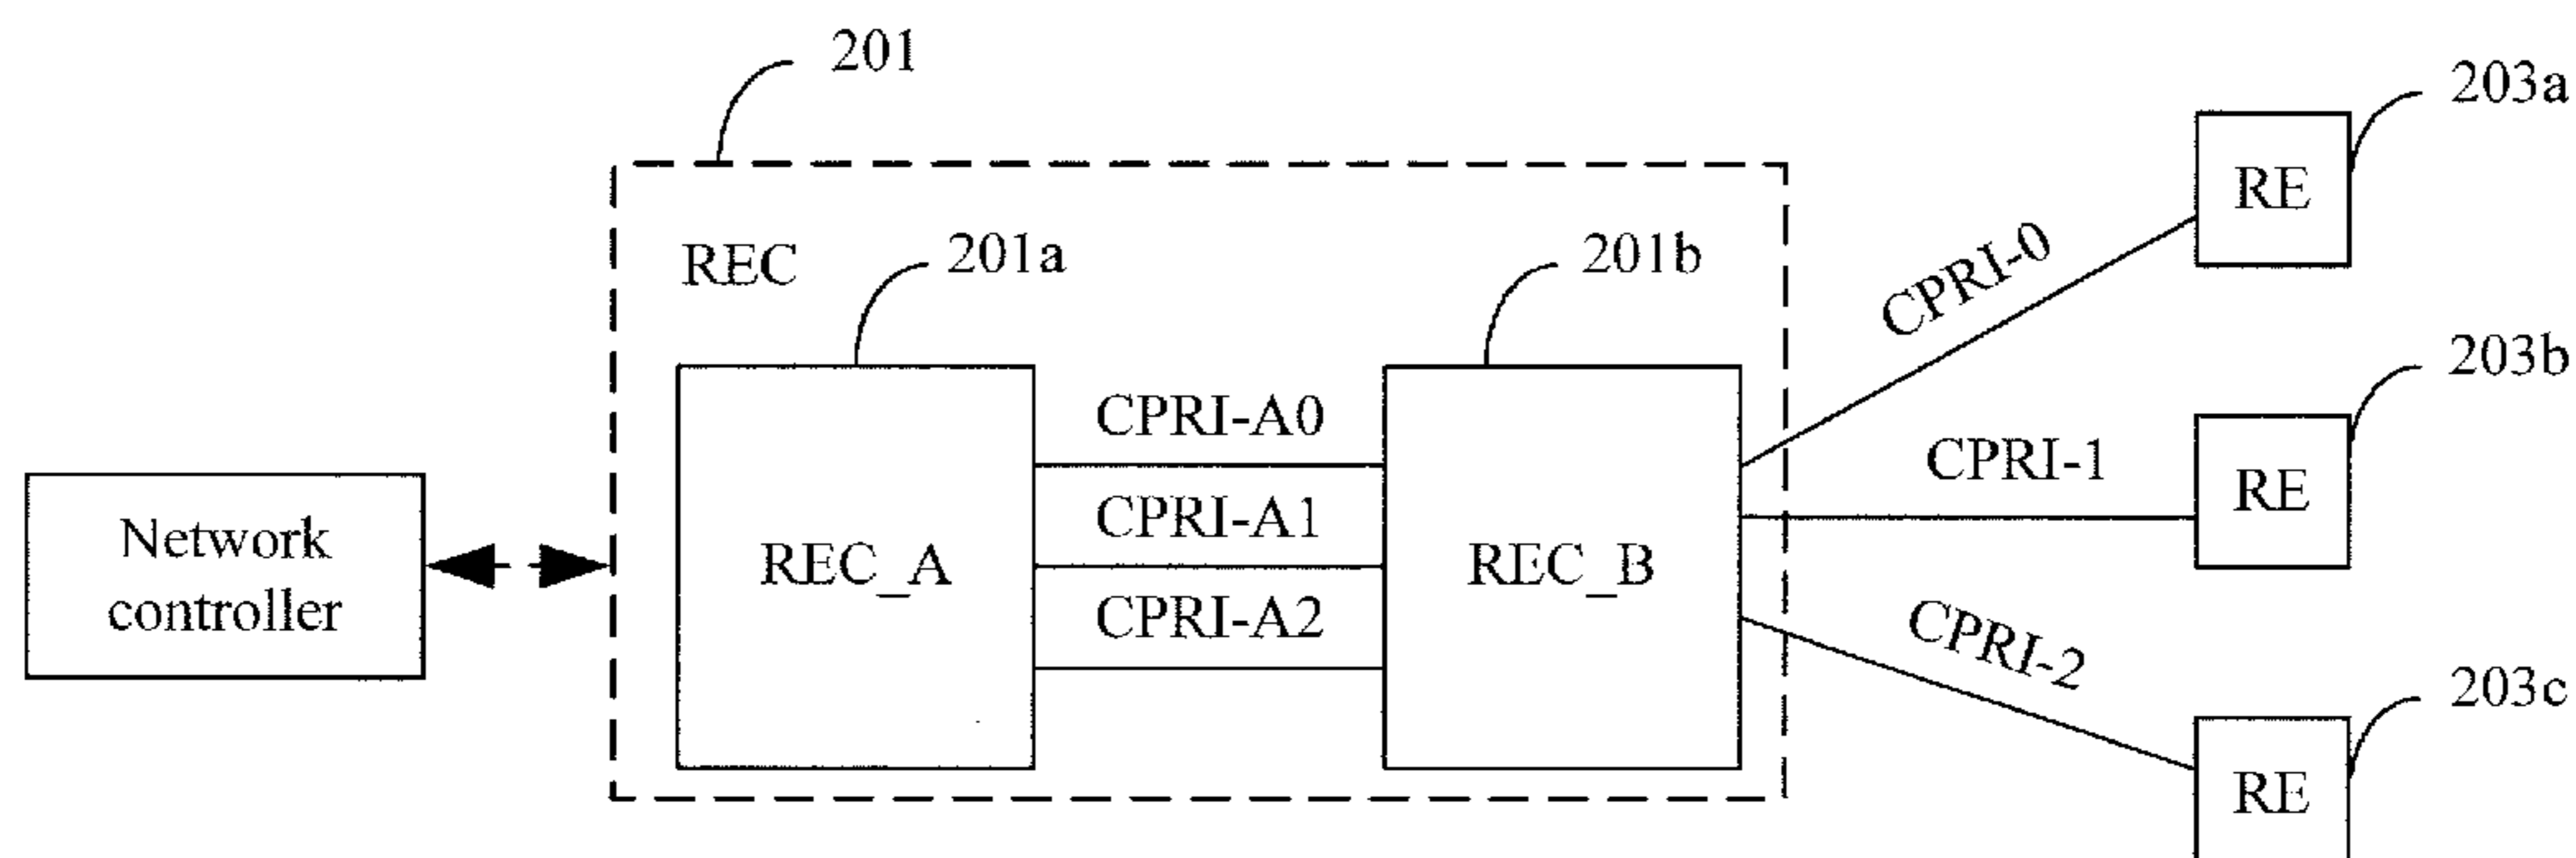 201
203a
RE
REC
201a
201b
CPRI-0
203b
CPRI-A0
CPRI-1
RE
Network
controller
CPRI-A1
REC_A
REC_B
CPRI-A2
CPRI-2
203c
RE